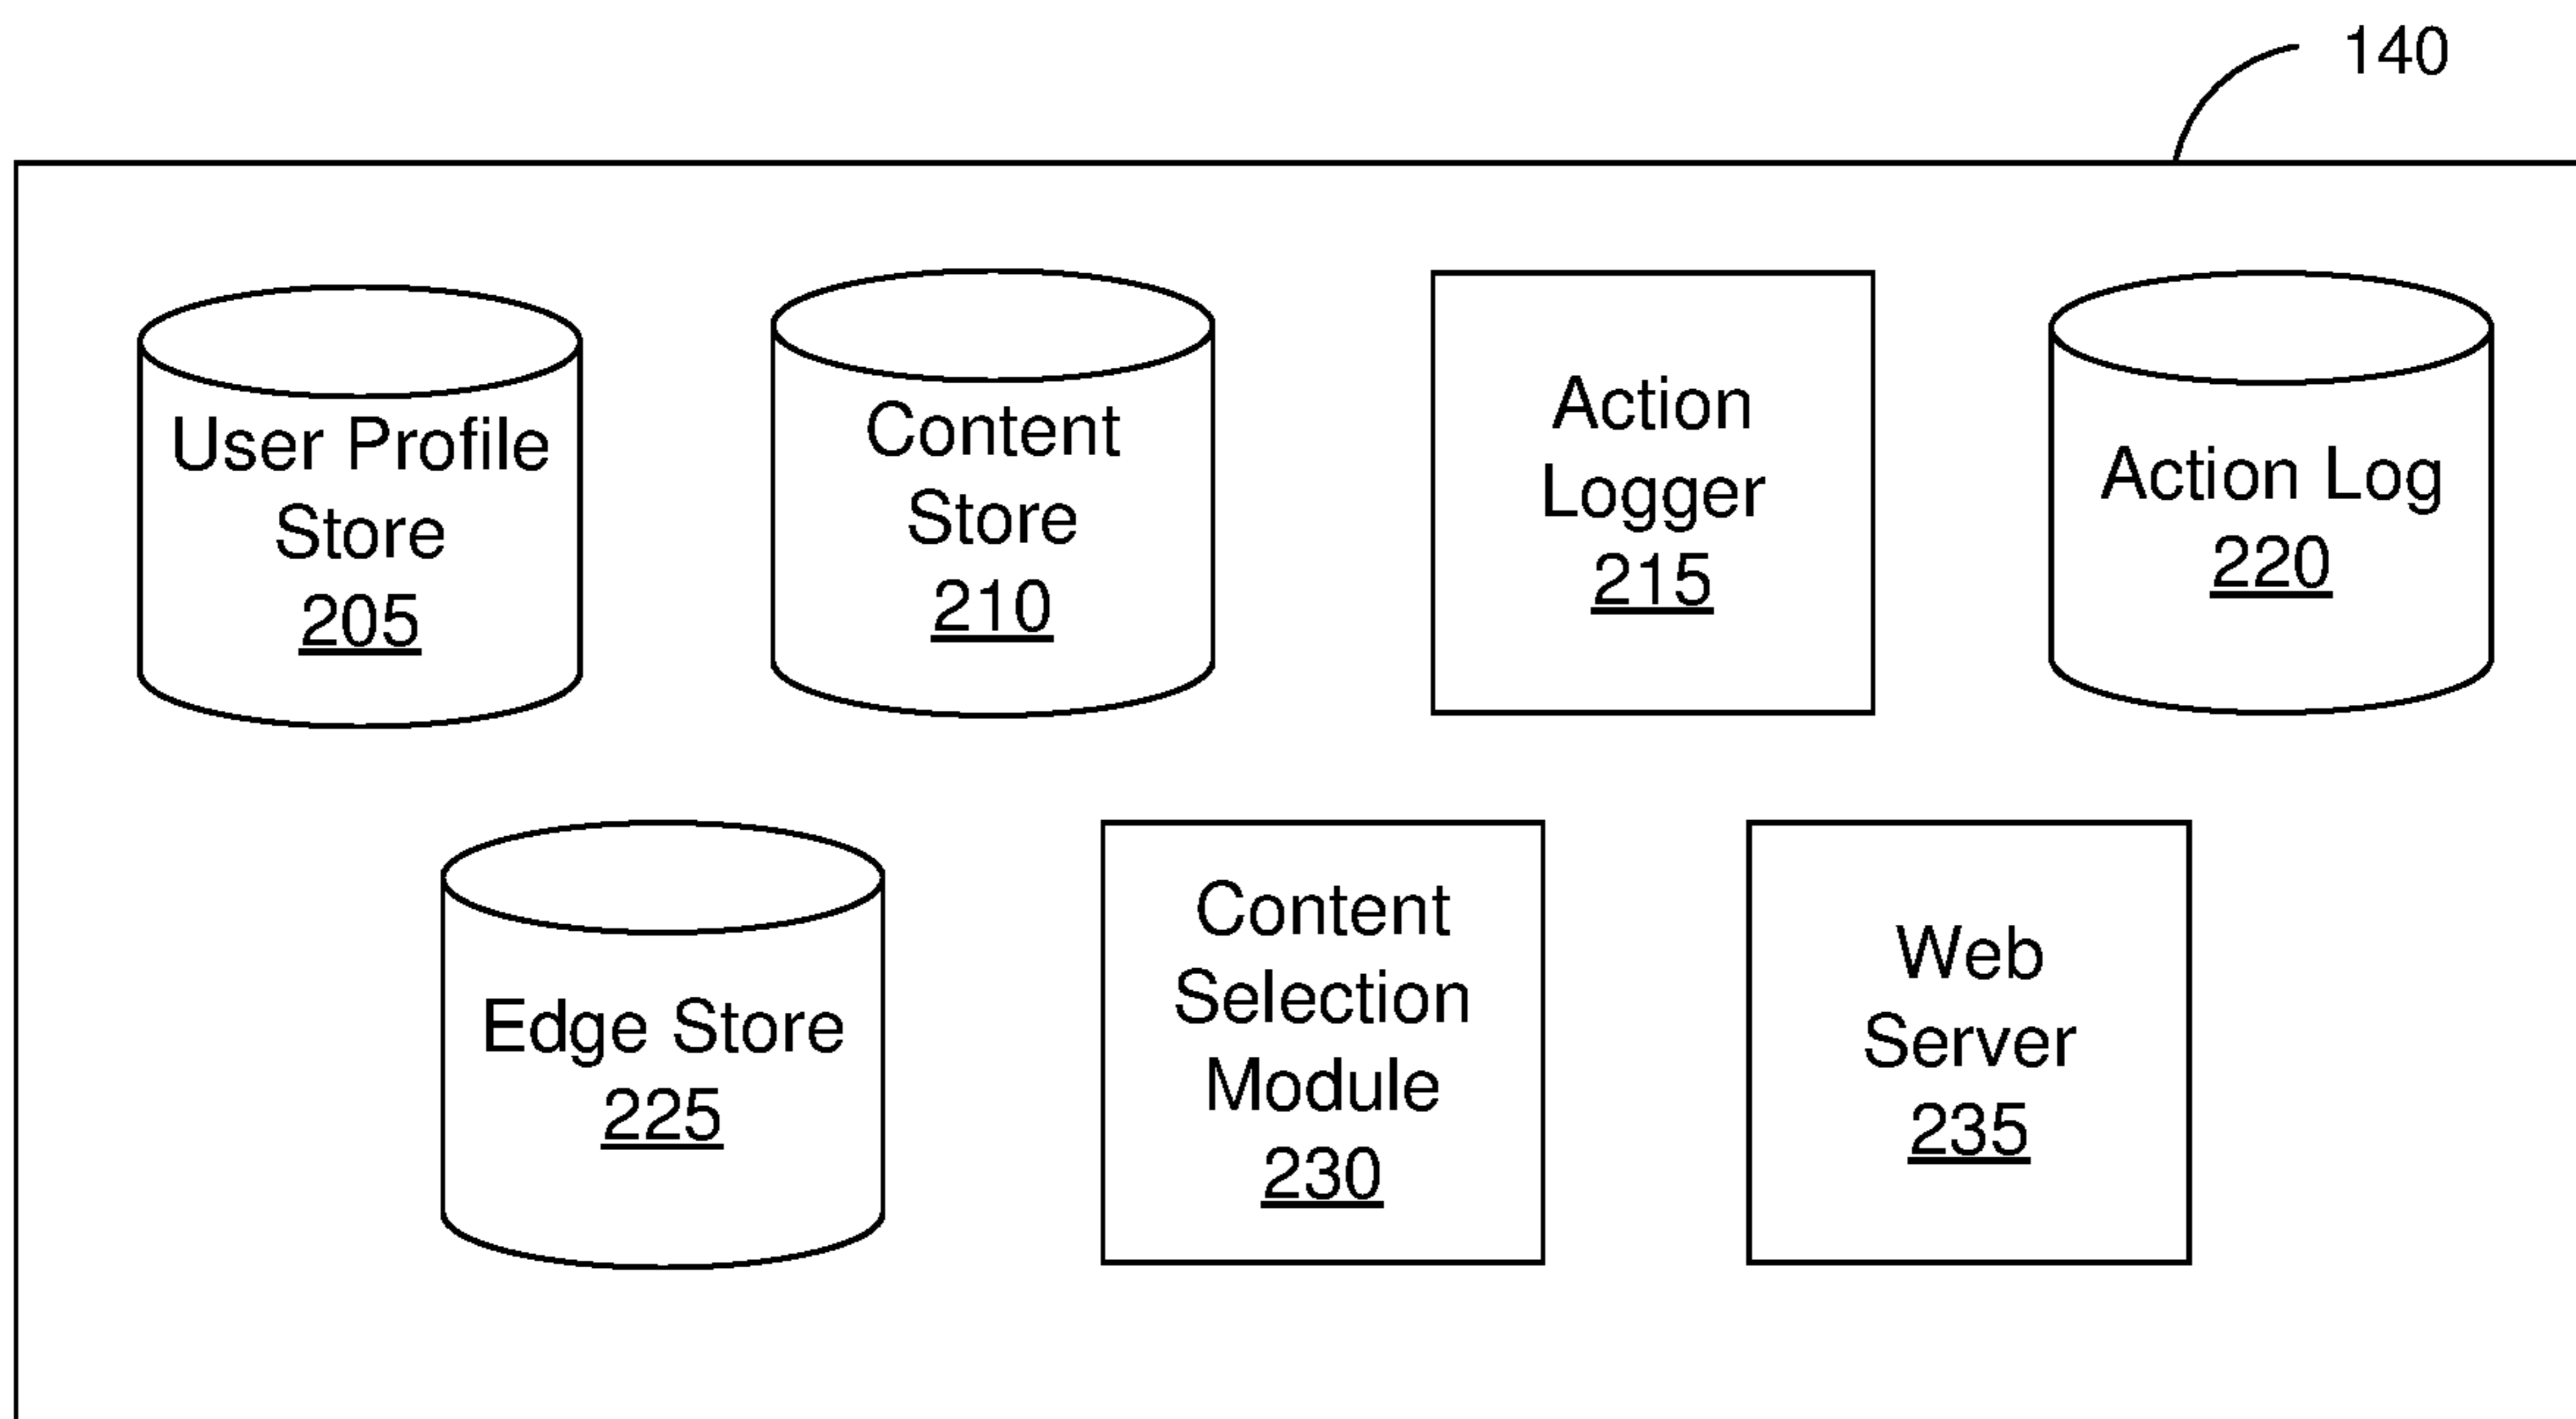 140
User Profile
Store
205
Content
Store
210
Action
Logger
215
Action Log
220
Edge Store
225
Content
Selection
Module
230
Web
Server
235